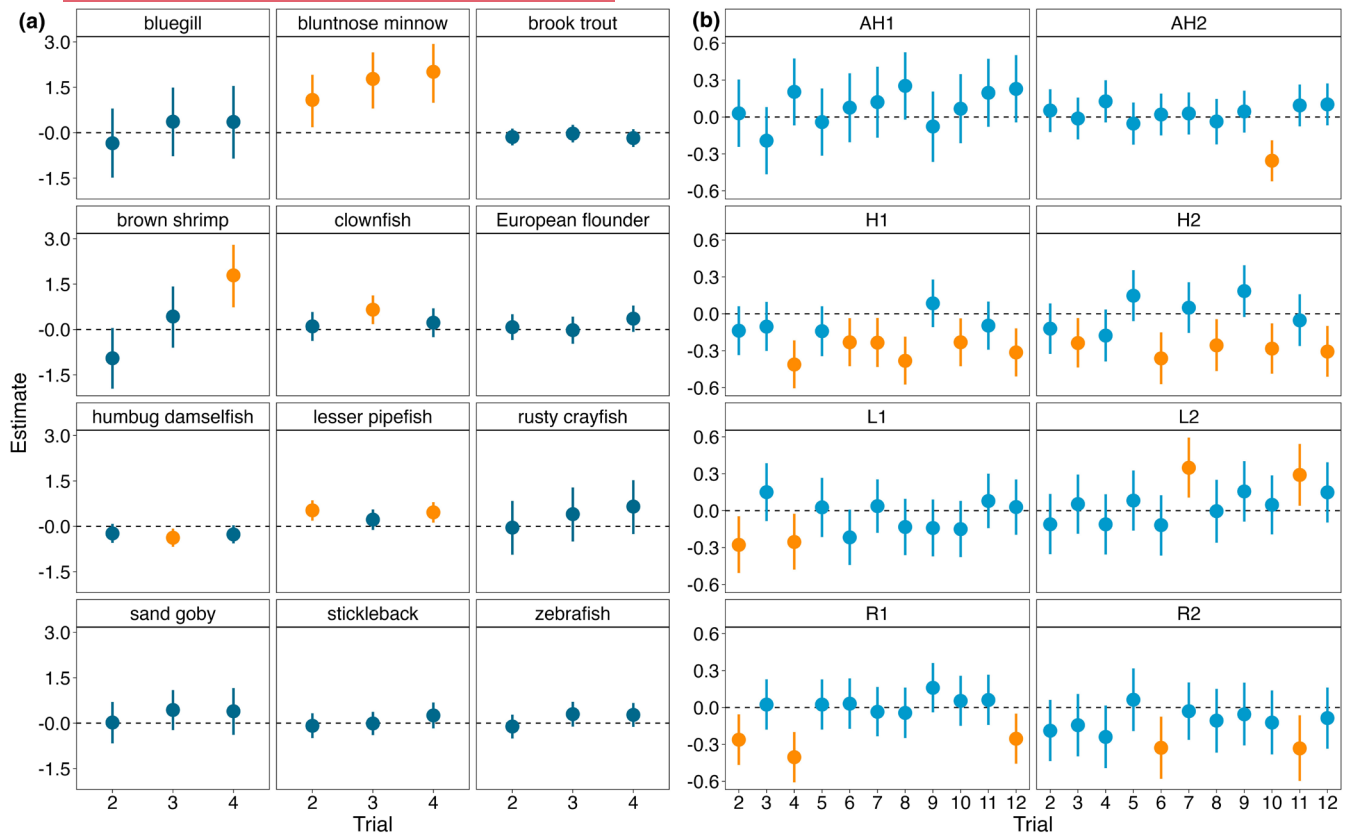 (a)
bluegill
bluntnose minnow
brook trout
3.0
1.5
-0.0
-1.5
brown shrimp
clownfish
European flounder
3.0
1.5
-0.0
-1.5
humbug damselfish
lesser pipefish
rusty crayfish
3.0
1.5
-0.0
-1.5
sand goby
stickleback
zebrafish
3.0
1.5
-0.0
-1.5
2 3 4
2 3 4
2 3 4
Estimate
Trial
(b)
AH1
AH2
0.6
0.3
0.0
-0.3
-0.6
H1
H2
0.6
0.3
0.0
-0.3
-0.6
L1
L2
0.6
0.3
0.0
-0.3
-0.6
R1
R2
0.6
0.3
0.0
-0.3
-0.6
2 3 4 5 6 7 8 9 10 11 12
2 3 4 5 6 7 8 9 10 11 12
Trial